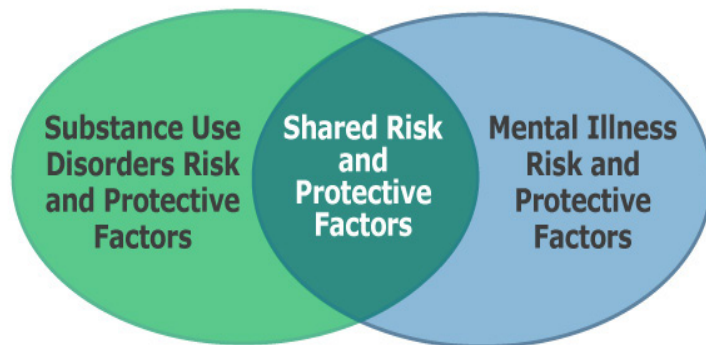 Substance Use
Disorders Risk
and Protective
Factors
Shared Risk
and
Protective
Factors
Mental Illness
Risk and
Protective
Factors